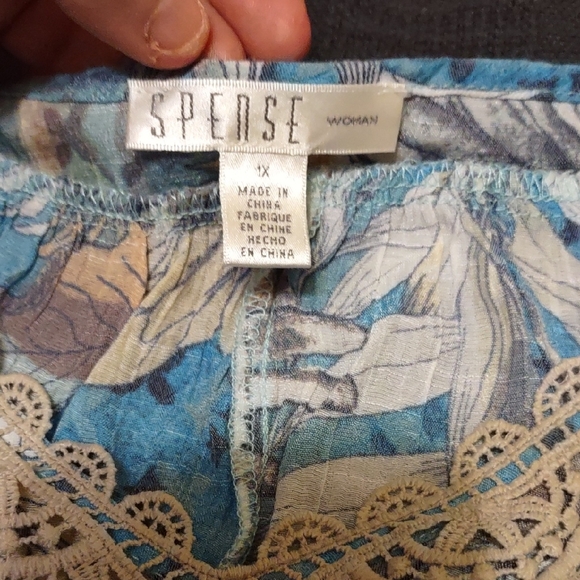 SPENSE WOMAN
1X
MADE IN
CHINA
FABRIQUE
EN CHINE
HECHO
EN CHINA